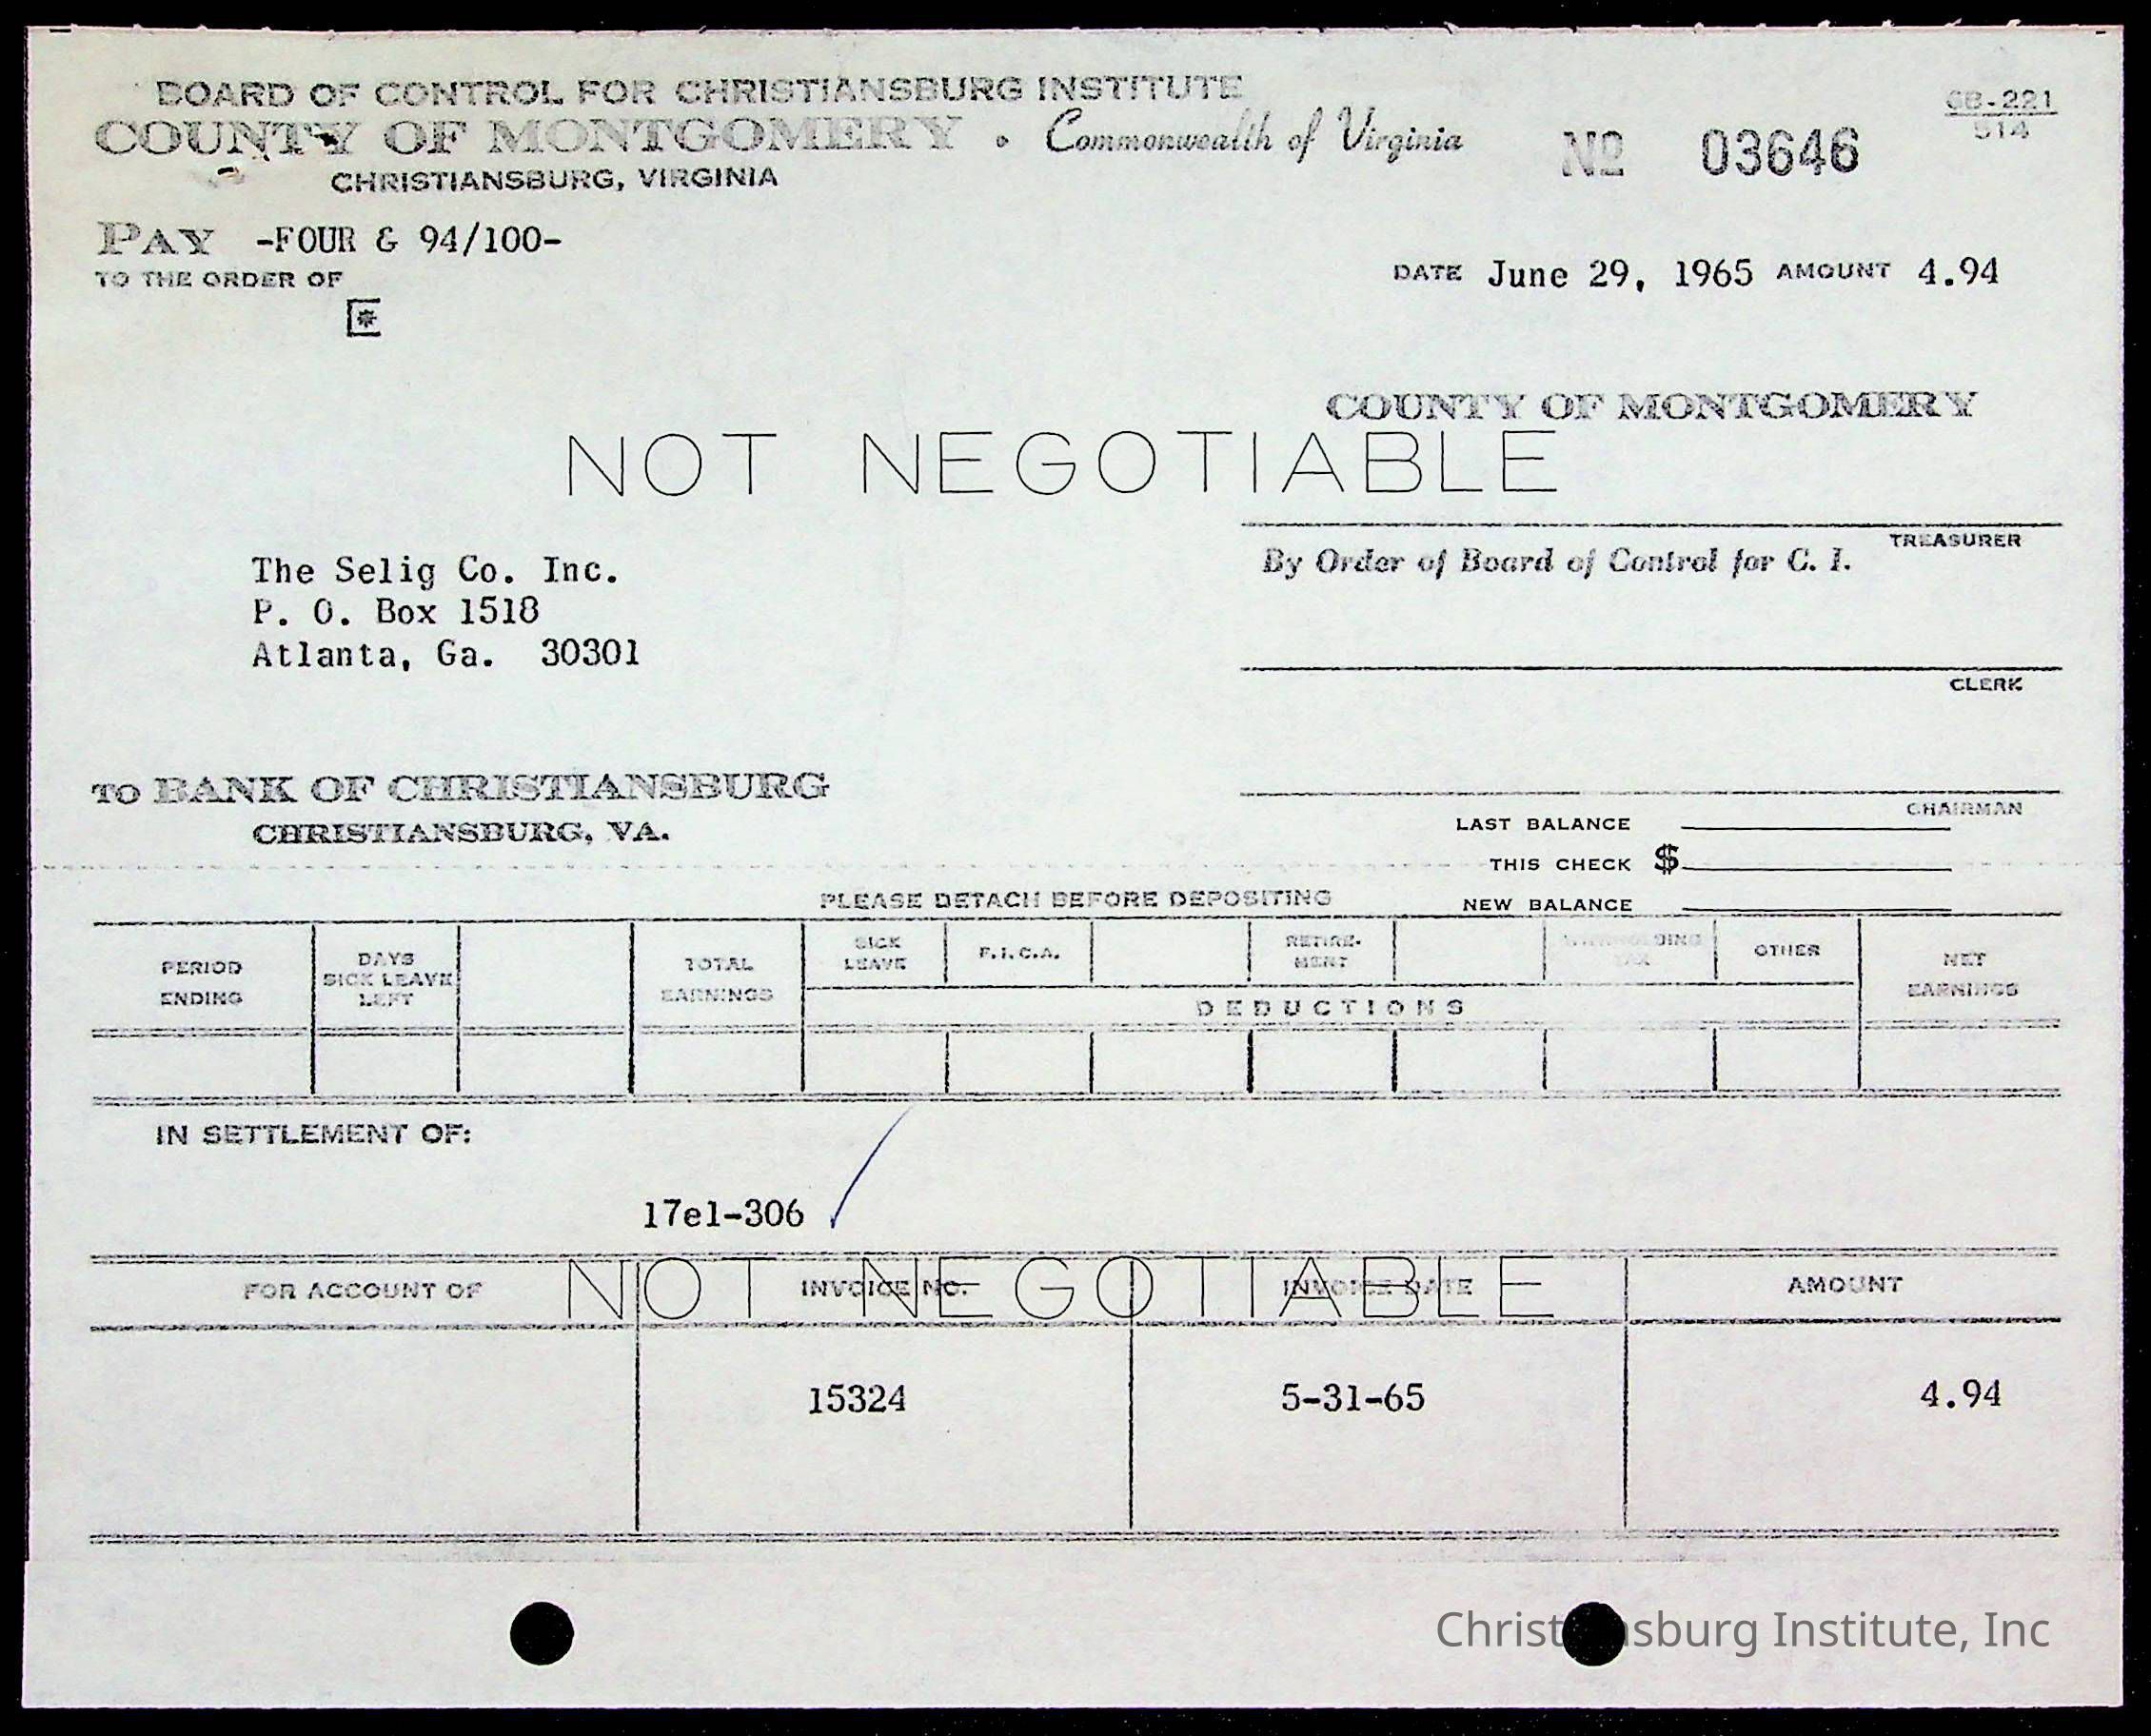 BOARD OF CONTROL FOR CHRISTIANSBURG INSTITUTE
COUNTY OF MONTGOMERY • Commonwealth of Virginia
CHRISTIANSBURG, VIRGINIA
No 03646
68-221
514
PAY -FOUR & 94/100-
TO THE ORDER OF
DATE June 29, 1965 AMOUNT 4.94
*
COUNTY OF MONTGOMERY
NOT NEGOTIABLE
TREASURER
By Order of Board of Control for C. I.
The Selig Co. Inc.
P. O. Box 1518
Atlanta, Ga. 30301
CLERK
TO BANK OF CHRISTIANSBURG
CHRISTIANSBURG, VA.
CHAIRMAN
LAST BALANCE
THIS CHECK $
NEW BALANCE
PLEASE DETACH BEFORE DEPOSITING
PERIOD ENDING
DAYS SICK LEAVE LEFT
TOTAL EARNINGS
SICK LEAVE
F.I.C.A.
RETIRE-MENT
WITHHOLDING TAX
OTHER
NET EARNINGS
DEDUCTIONS
IN SETTLEMENT OF:
17el-306
NOT NEGOTIABLE
FOR ACCOUNT OF INVOICE NO. INVOICE DATE AMOUNT
15324 5-31-65 4.94
Christiansburg Institute, Inc